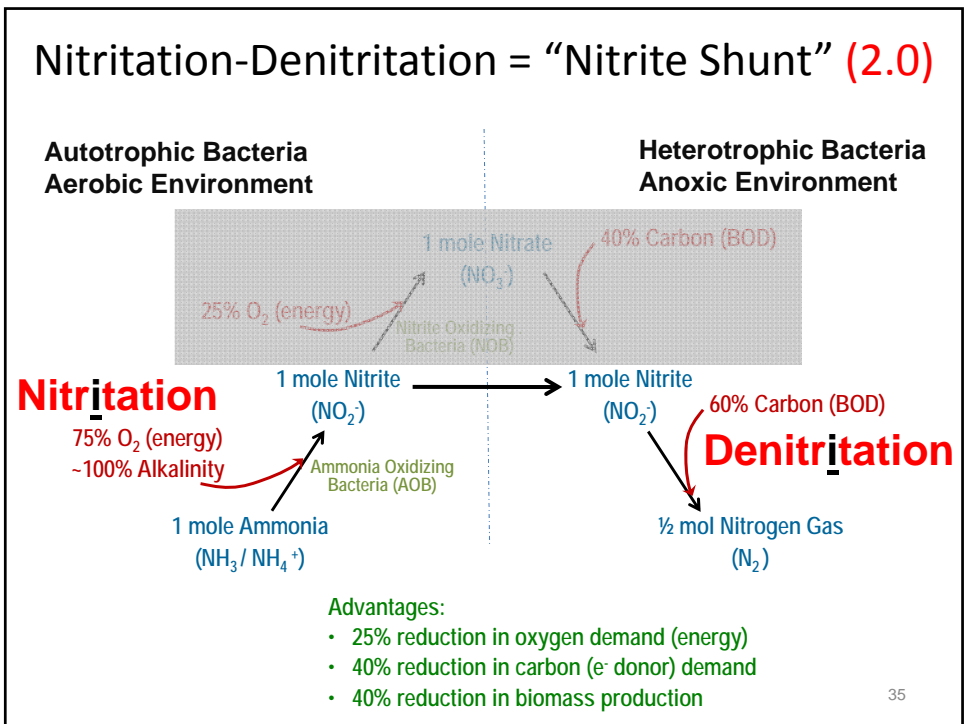 Nitritation-Denitritation = “Nitrite Shunt” (2.0)
Autotrophic Bacteria
Aerobic Environment
Heterotrophic Bacteria
Anoxic Environment
1 mole Nitrate
(NO₃⁻)
40% Carbon (BOD)
25% O₂ (energy)
Nitrite Oxidizing
Bacteria (NOB)
Nitritation
75% O₂ (energy)
~100% Alkalinity
1 mole Nitrite
(NO₂⁻)
1 mole Nitrite
(NO₂⁻)
60% Carbon (BOD)
Denitritation
Ammonia Oxidizing
Bacteria (AOB)
1 mole Ammonia
(NH₃ / NH₄⁺)
½ mol Nitrogen Gas
(N₂)
Advantages:
• 25% reduction in oxygen demand (energy)
• 40% reduction in carbon (e⁻ donor) demand
• 40% reduction in biomass production
35